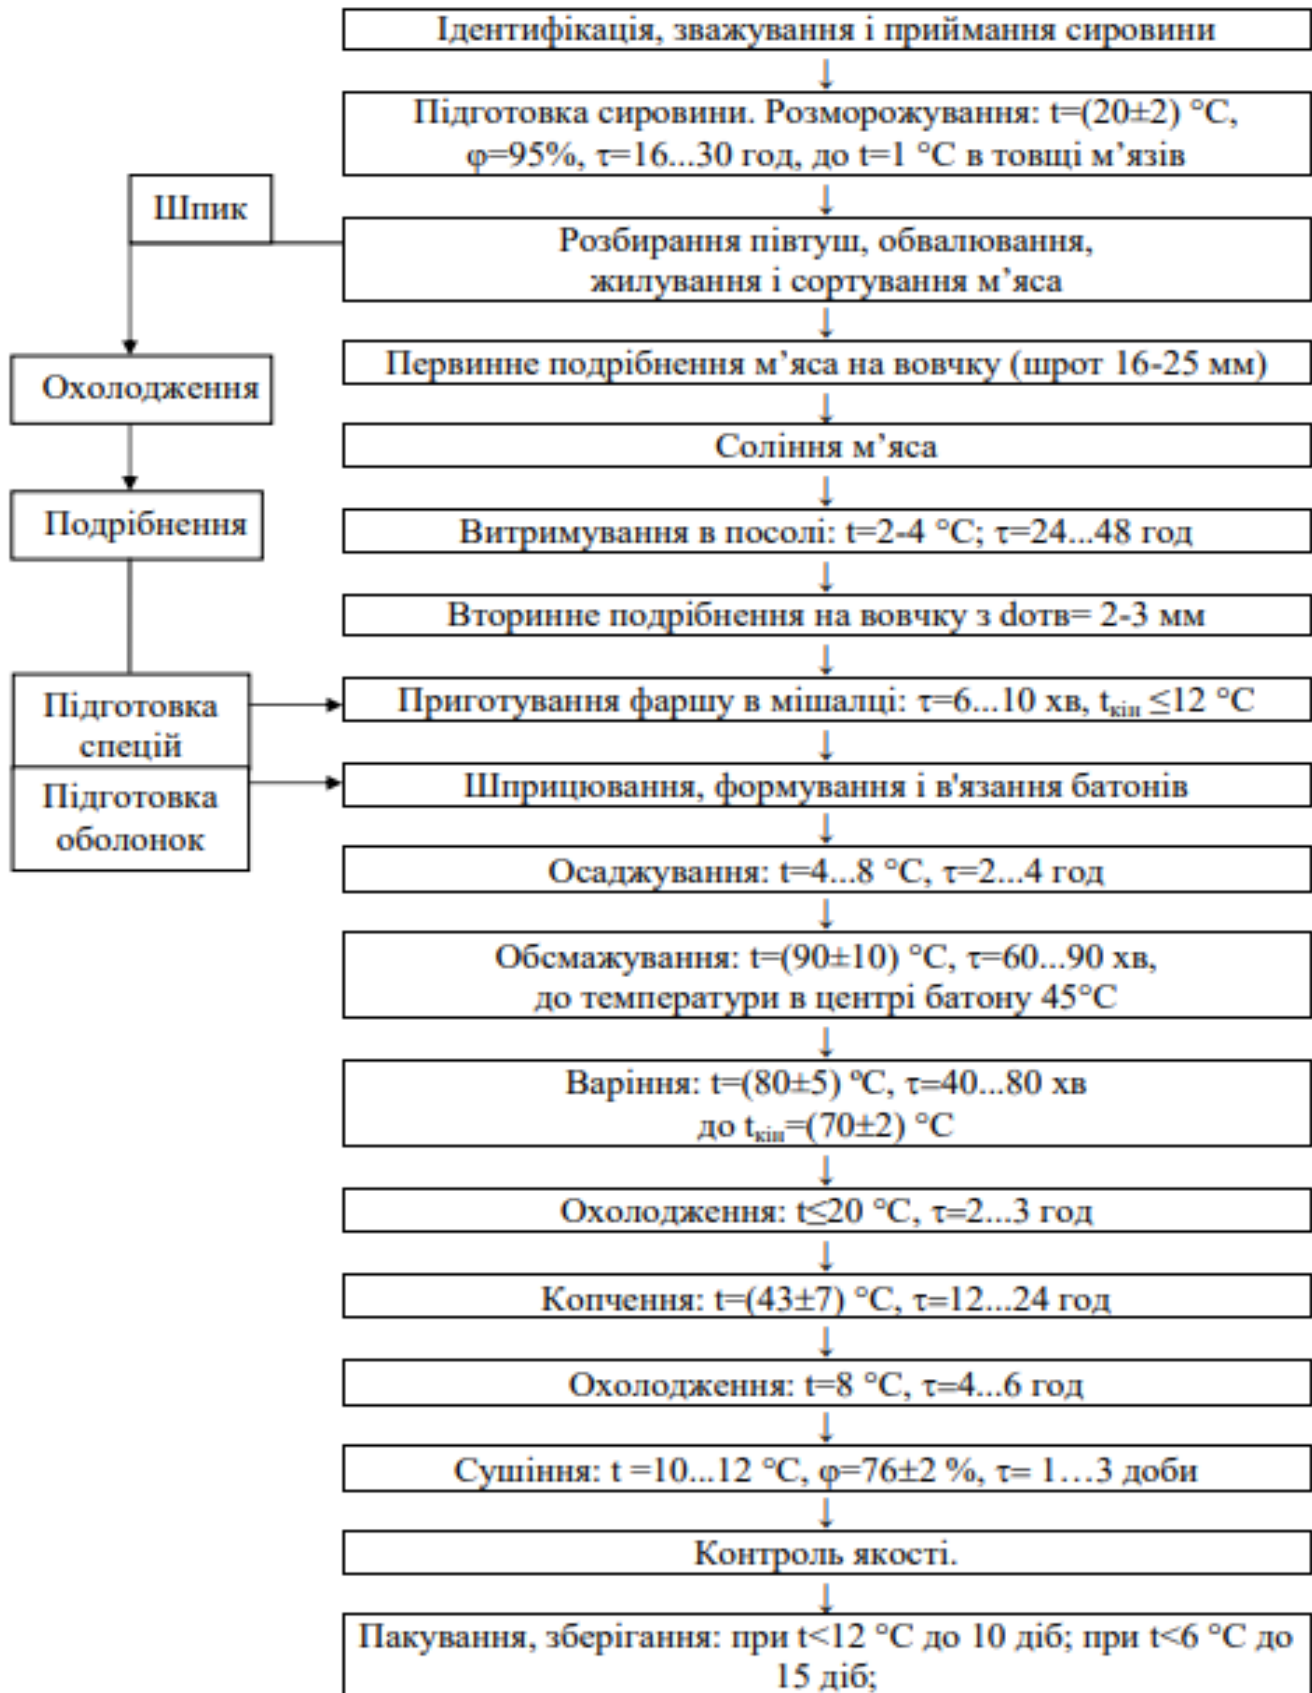 Ідентифікація, зважування і приймання сировини
Підготовка сировини. Розморожування: t=(20±2) °C,
φ=95%, τ=16...30 год, до t=1 °C в товщі м’язів
Шпик
Розбирання півтуш, обвалювання,
жилування і сортування м’яса
Первинне подрібнення м’яса на вовчку (шрот 16-25 мм)
Охолодження
Соління м’яса
Подрібнення
Витримування в посолі: t=2-4 °C; τ=24...48 год
Вторинне подрібнення на вовчку з dотв= 2-3 мм
Підготовка
спецій
Приготування фаршу в мішалці: τ=6...10 хв, tкін ≤12 °C
Підготовка
оболонок
Шприцювання, формування і в'язання батонів
Осаджування: t=4...8 °C, τ=2...4 год
Обсмажування: t=(90±10) °C, τ=60...90 хв,
до температури в центрі батону 45°C
Варіння: t=(80±5) ºC, τ=40...80 хв
до tкін=(70±2) °C
Охолодження: t≤20 °C, τ=2...3 год
Копчення: t=(43±7) °C, τ=12...24 год
Охолодження: t=8 °C, τ=4...6 год
Сушіння: t =10...12 °C, φ=76±2 %, τ= 1…3 доби
Контроль якості.
Пакування, зберігання: при t<12 °C до 10 діб; при t<6 °C до
15 діб;